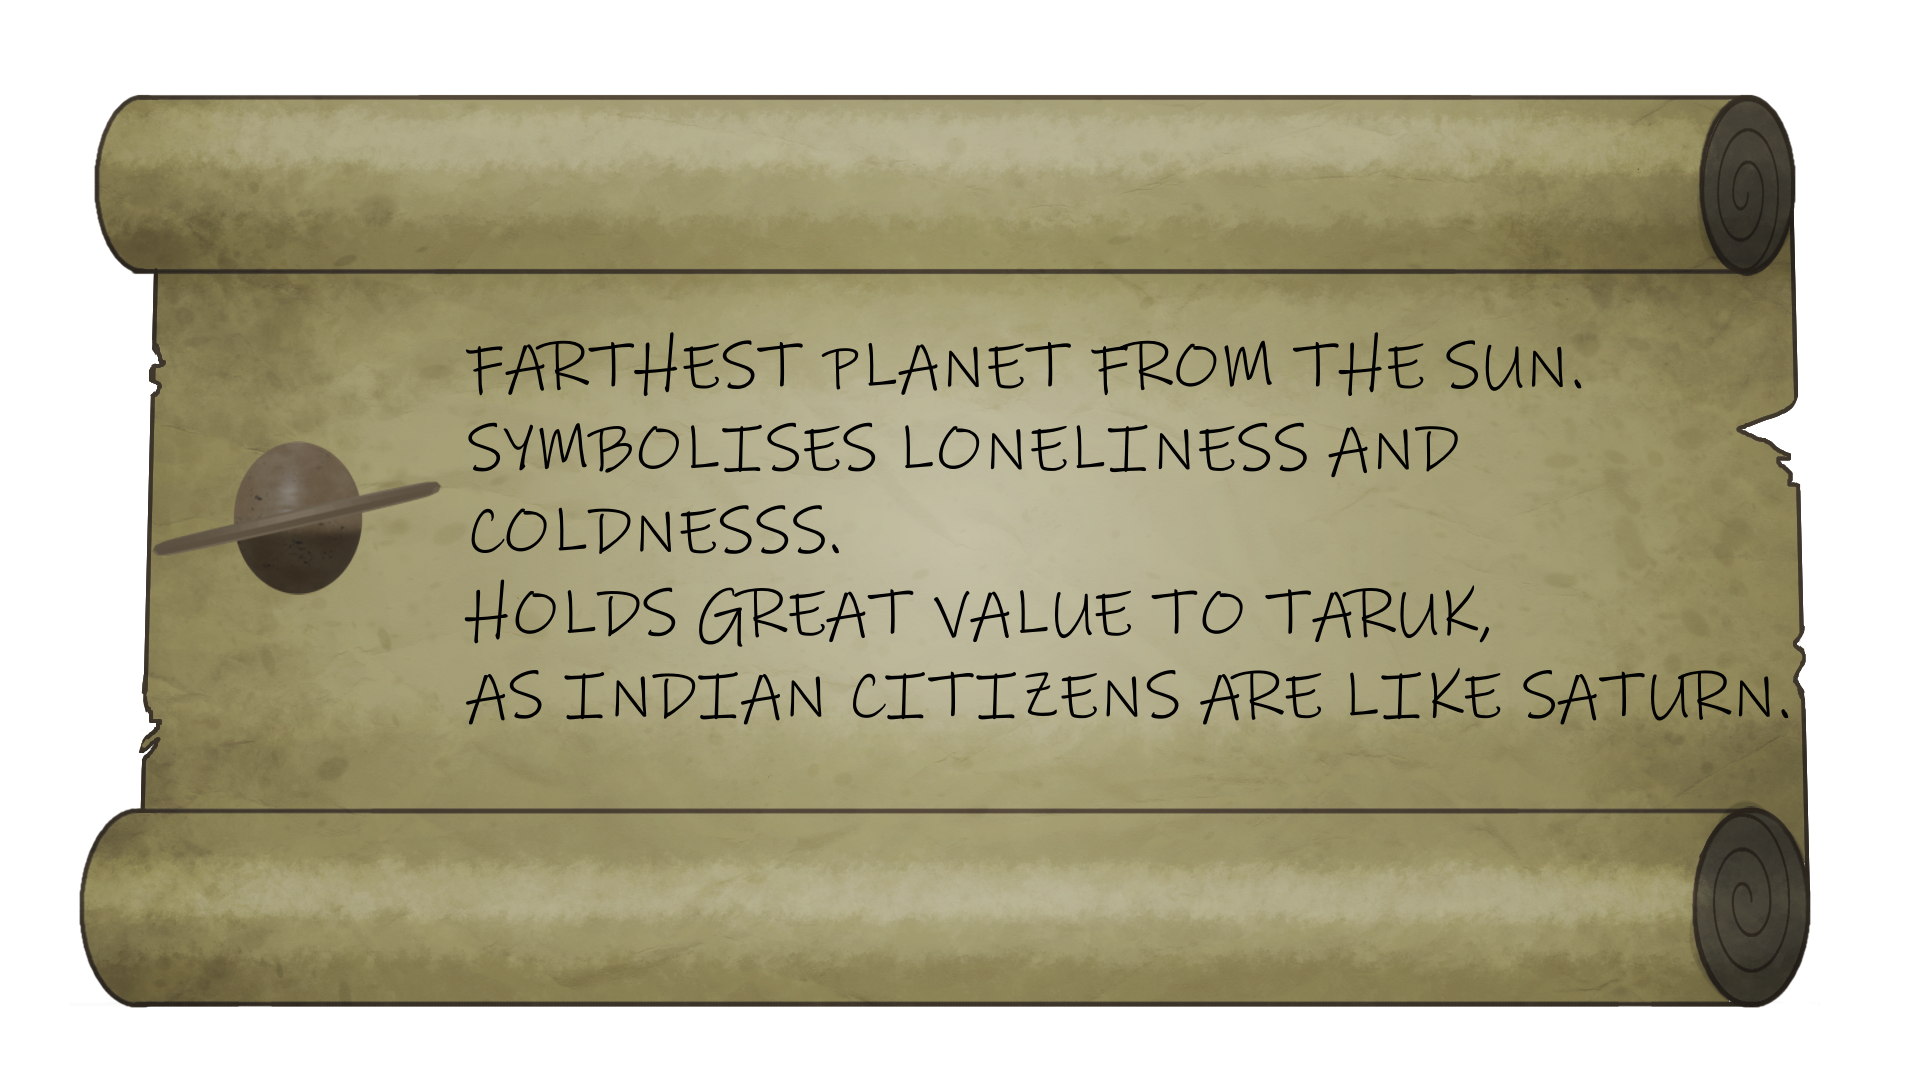 FARTHEST PLANET FROM THE SUN.
SYMBOLISES LONELINESS AND
COLDNESSS.
HOLDS GREAT VALUE TO TARUK,
AS INDIAN CITIZENS ARE LIKE SATURN.